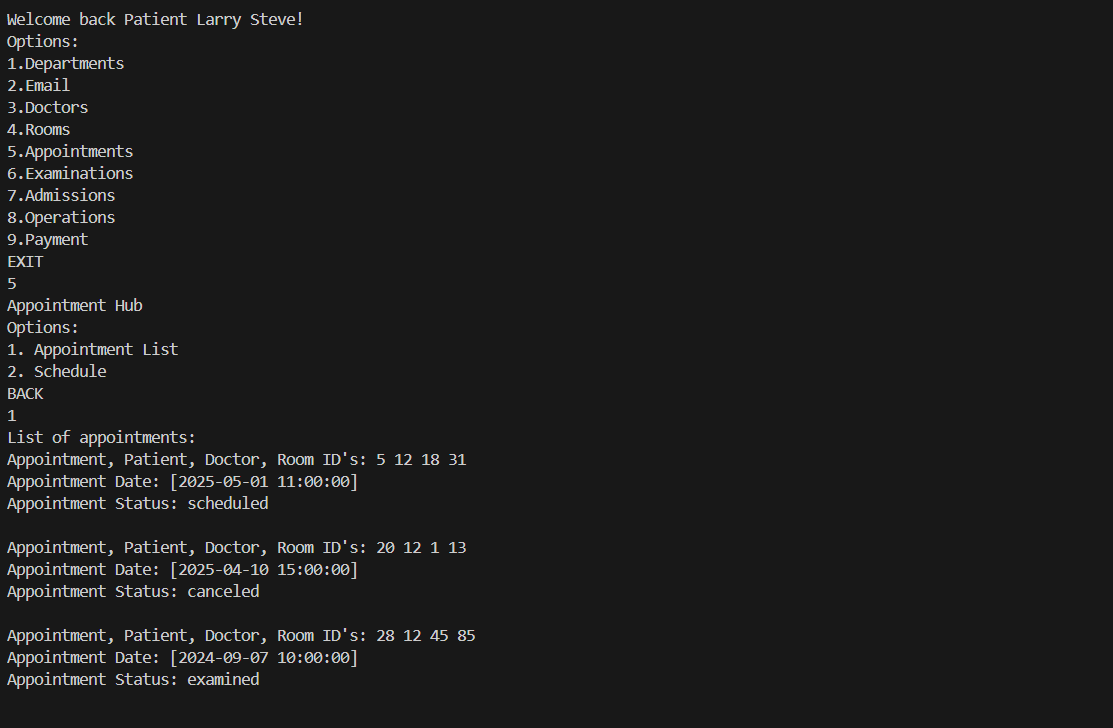 Welcome back Patient Larry Steve!
Options:
1.Departments
2.Email
3.Doctors
4.Rooms
5.Appointments
6.Examinations
7.Admissions
8.Operations
9.Payment
EXIT
5
Appointment Hub
Options:
1. Appointment List
2. Schedule
BACK
1
List of appointments:
Appointment, Patient, Doctor, Room ID's: 5 12 18 31
Appointment Date: [2025-05-01 11:00:00]
Appointment Status: scheduled

Appointment, Patient, Doctor, Room ID's: 20 12 1 13
Appointment Date: [2025-04-10 15:00:00]
Appointment Status: canceled

Appointment, Patient, Doctor, Room ID's: 28 12 45 85
Appointment Date: [2024-09-07 10:00:00]
Appointment Status: examined